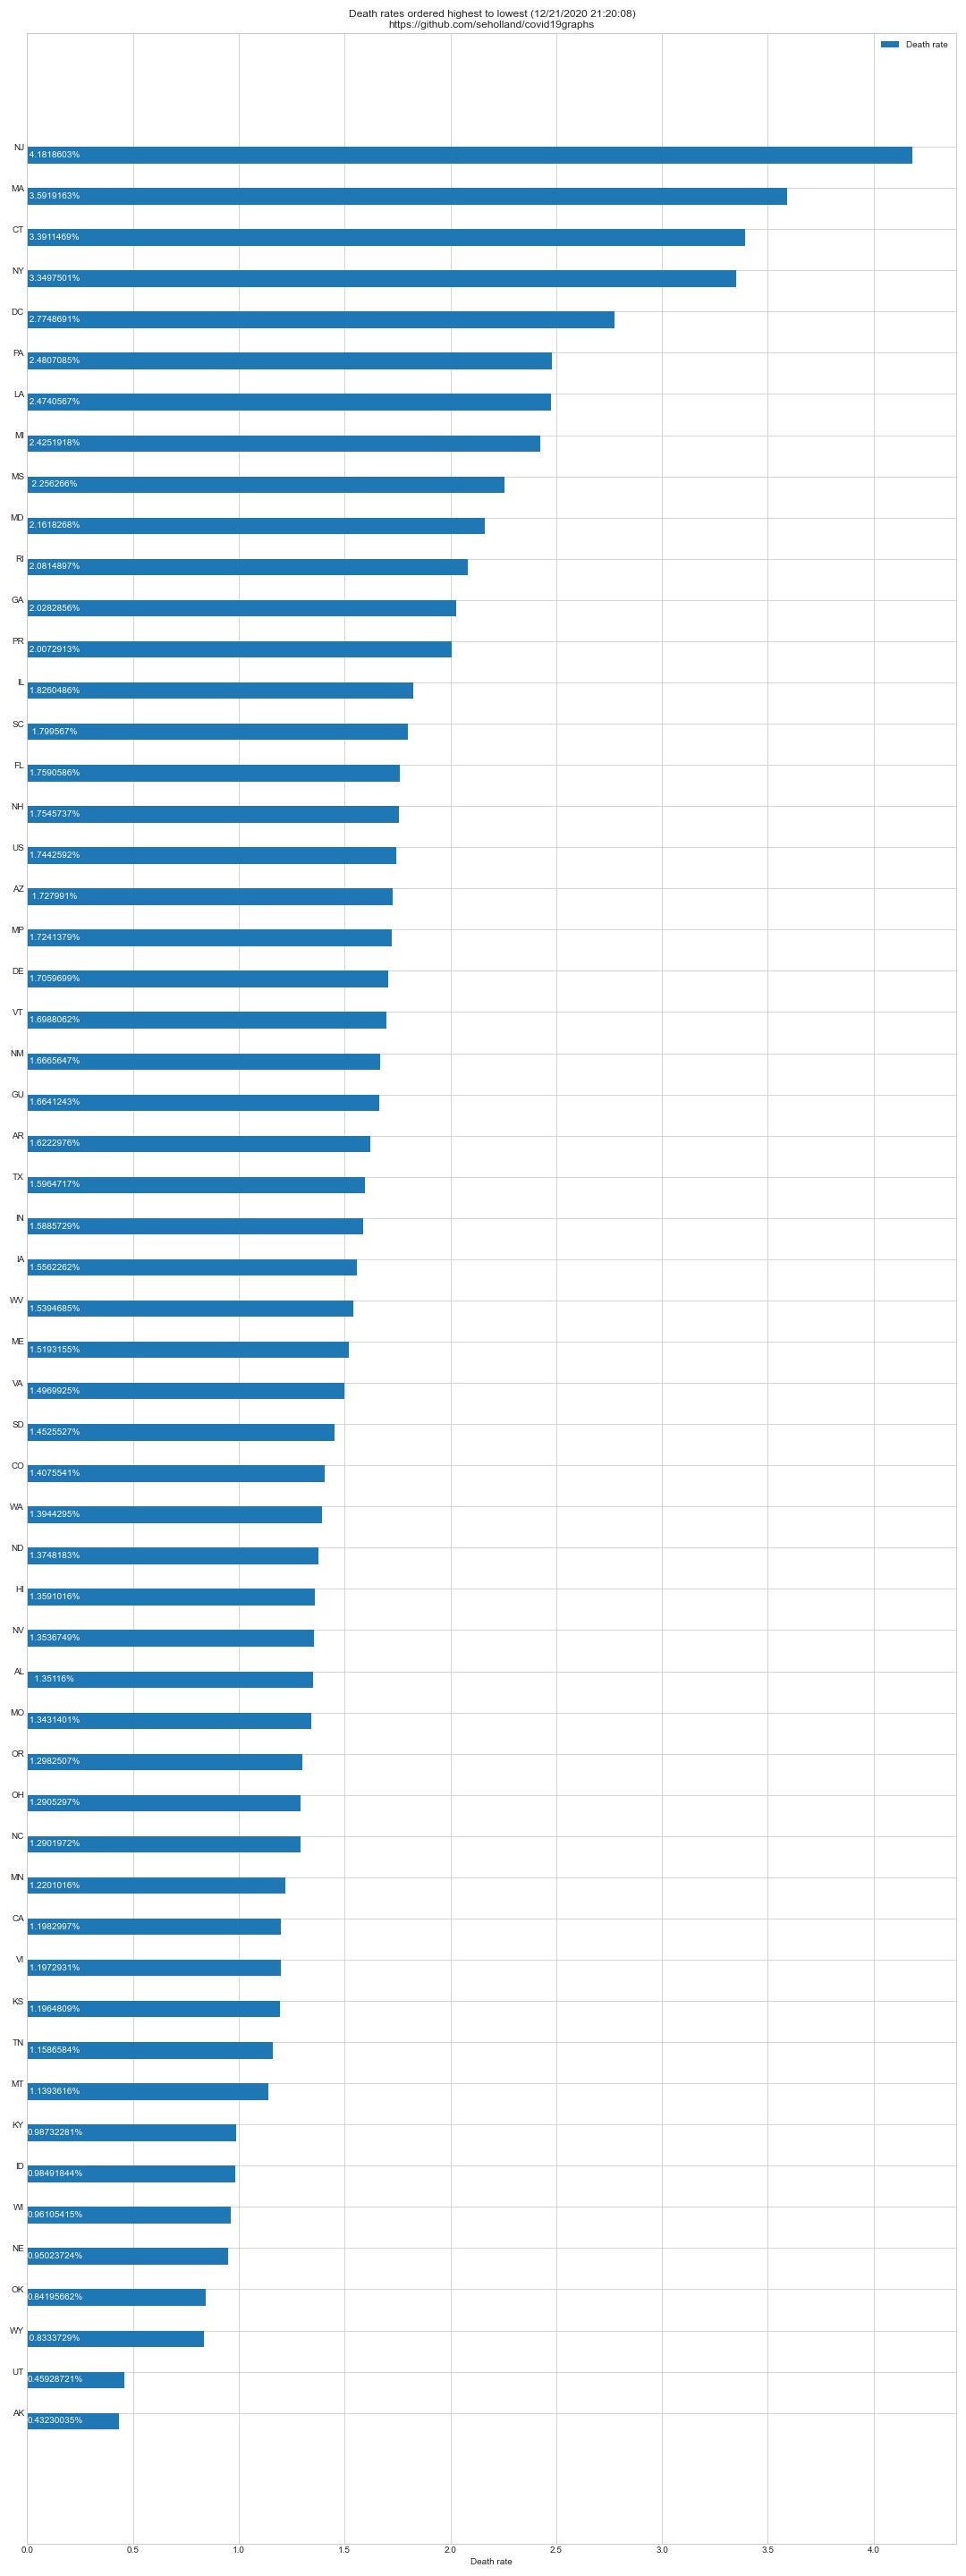 Death rates ordered highest to lowest (12/21/2020 21:20:08)
https://github.com/seholland/covid19graphs
Death rate
NJ 4.1818603%
MA 3.5919163%
CT 3.3911469%
NY 3.3497501%
DC 2.7748691%
PA 2.4807085%
LA 2.4740567%
MI 2.4251918%
MS 2.256266%
MD 2.1618268%
RI 2.0814897%
GA 2.0282856%
PR 2.0072913%
IL 1.8260486%
SC 1.799567%
FL 1.7590586%
NH 1.7545737%
US 1.7442592%
AZ 1.727991%
MP 1.7241379%
DE 1.7059699%
VT 1.6988062%
NM 1.6665647%
GU 1.6641243%
AR 1.6222976%
TX 1.5964717%
IN 1.5885729%
IA 1.5562262%
WV 1.5394685%
ME 1.5193155%
VA 1.4969925%
SD 1.4525527%
CO 1.4075541%
WA 1.3944295%
ND 1.3748183%
HI 1.3591016%
NV 1.3536749%
AL 1.35116%
MO 1.3431401%
OR 1.2982507%
OH 1.2905297%
NC 1.2901972%
MN 1.2201016%
CA 1.1982997%
VI 1.1972931%
KS 1.1964809%
TN 1.1586584%
MT 1.1393616%
KY 0.98732281%
ID 0.98491844%
WI 0.96105415%
NE 0.95023724%
OK 0.84195662%
WY 0.8333729%
UT 0.45928721%
AK 0.43230035%
0.0 0.5 1.0 1.5 2.0 2.5 3.0 3.5 4.0
Death rate